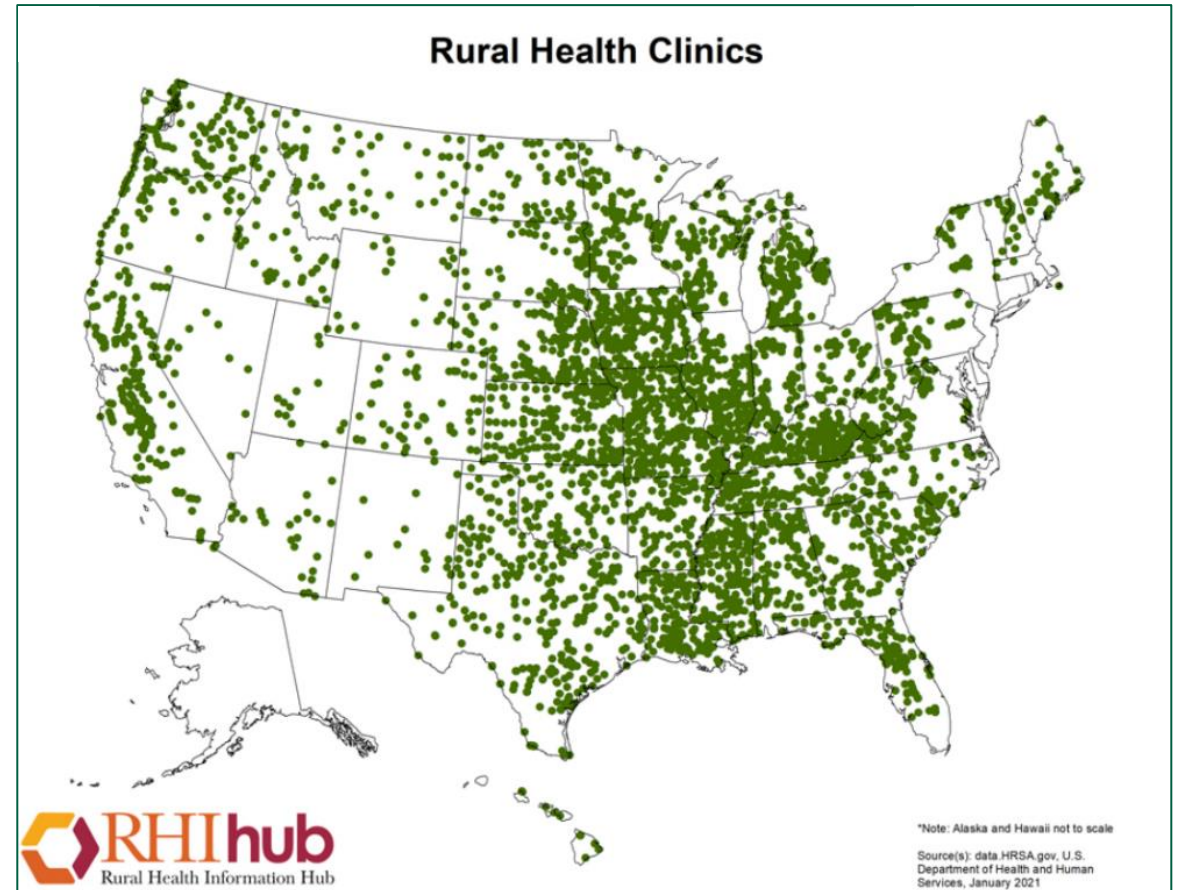 Rural Health Clinics
RHIhub
Rural Health Information Hub
*Note: Alaska and Hawaii not to scale
Source(s): data.HRSA.gov, U.S.
Department of Health and Human
Services, January 2021